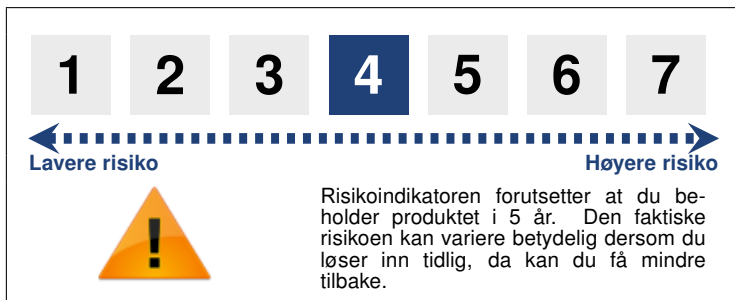 1 2 3 4 5 6 7
Lavere risiko Høyere risiko
!
Risikoindikatoren forutsetter at du be-
holder produktet i 5 år. Den faktiske
risikoen kan variere betydelig dersom du
løser inn tidlig, da kan du få mindre
tilbake.